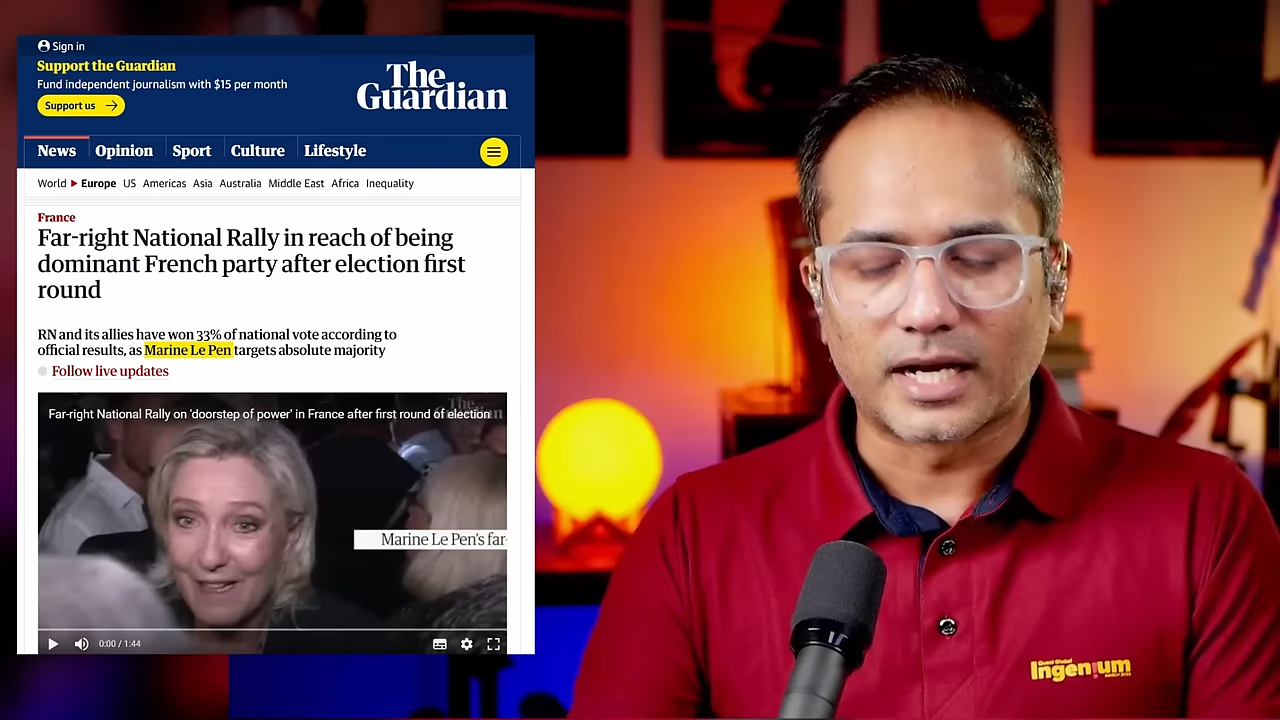 Sign in
Support the Guardian
Fund independent journalism with $15 per month
Support us
The
Guardian
News Opinion Sport Culture Lifestyle
World Europe US Americas Asia Australia Middle East Africa Inequality
France
Far-right National Rally in reach of being
dominant French party after election first
round
RN and its allies have won 33% of national vote according to
official results, as Marine Le Pen targets absolute majority
Follow live updates
Far-right National Rally on 'doorstep of power' in France after first round of election
Marine Le Pen's far-
0:00 / 1:44
Ingenium